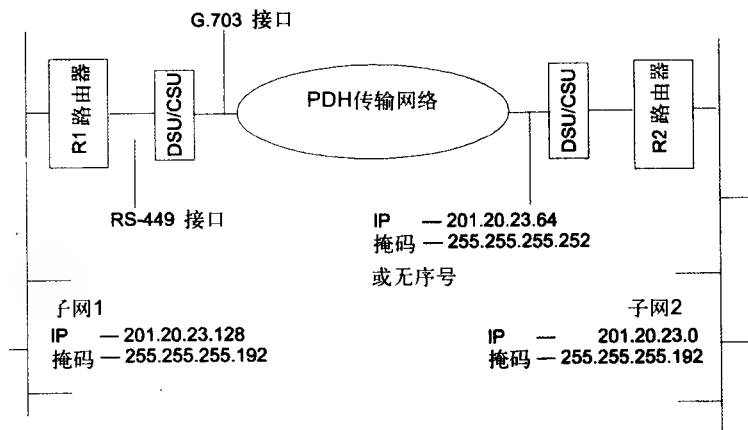 G.703 接口
R1 路由器
DSU/CSU
PDH传输网络
DSU/CSU
R2 路由器
RS-449 接口
IP — 201.20.23.64
掩码 — 255.255.255.252
或无序号
子网1
IP — 201.20.23.128
掩码 — 255.255.255.192
子网2
IP — 201.20.23.0
掩码 — 255.255.255.192